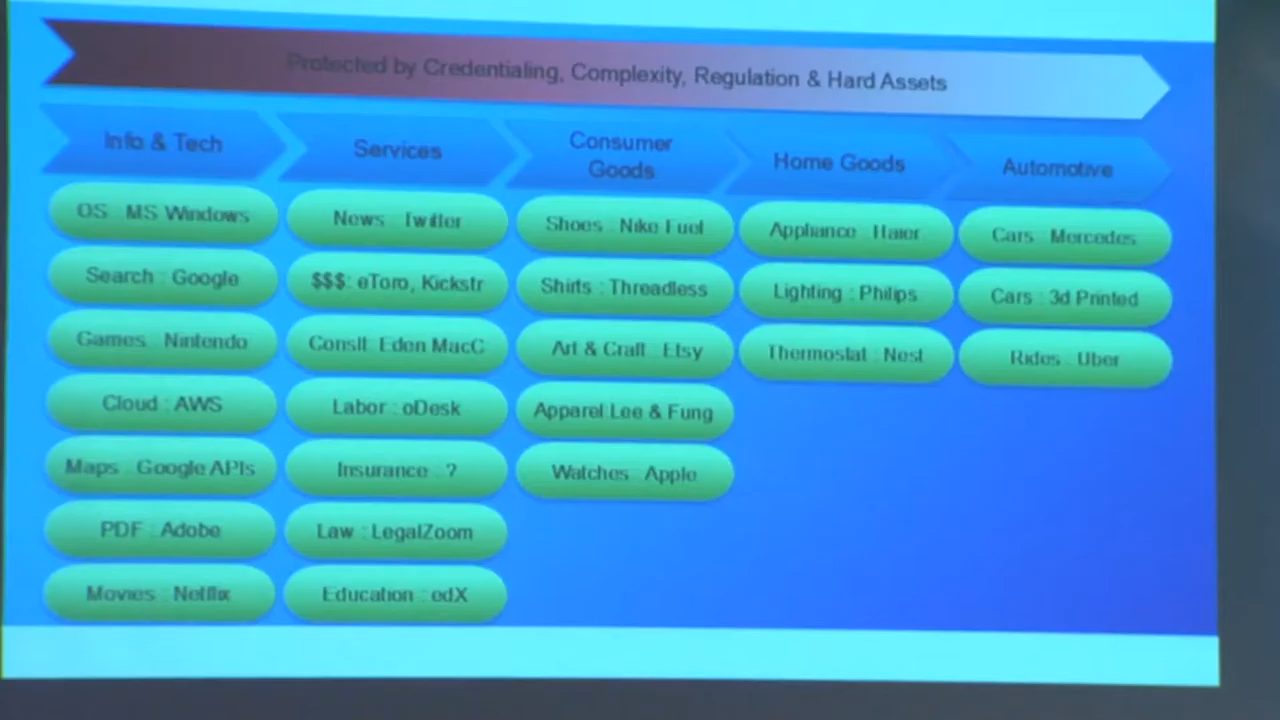 Protected by Credentialing, Complexity, Regulation & Hard Assets
Info & Tech
Services
Consumer
Goods
Home Goods
Automotive
OS : MS Windows
News : Twitter
Shoes : Nike Fuel
Appliance : Haier
Cars : Mercedes
Search : Google
$$$: eToro, Kickstr
Shirts : Threadless
Lighting : Philips
Cars : 3d Printed
Games : Nintendo
Conslt: Eden MacC
Art & Craft : Etsy
Thermostat : Nest
Rides : Uber
Cloud : AWS
Labor : oDesk
Apparel:Lee & Fung
Maps : Google APIs
Insurance : ?
Watches : Apple
PDF : Adobe
Law : LegalZoom
Movies : Netflix
Education : edX